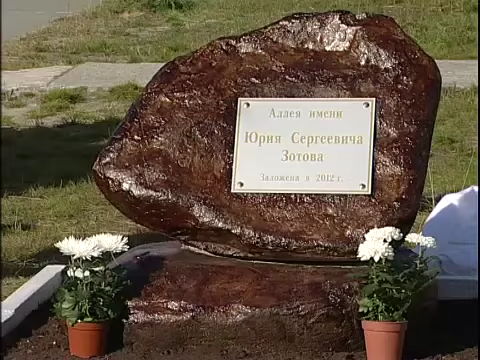 Аллея имени
Юрия Сергеевича
Зотова
Заложена в 2012 г.